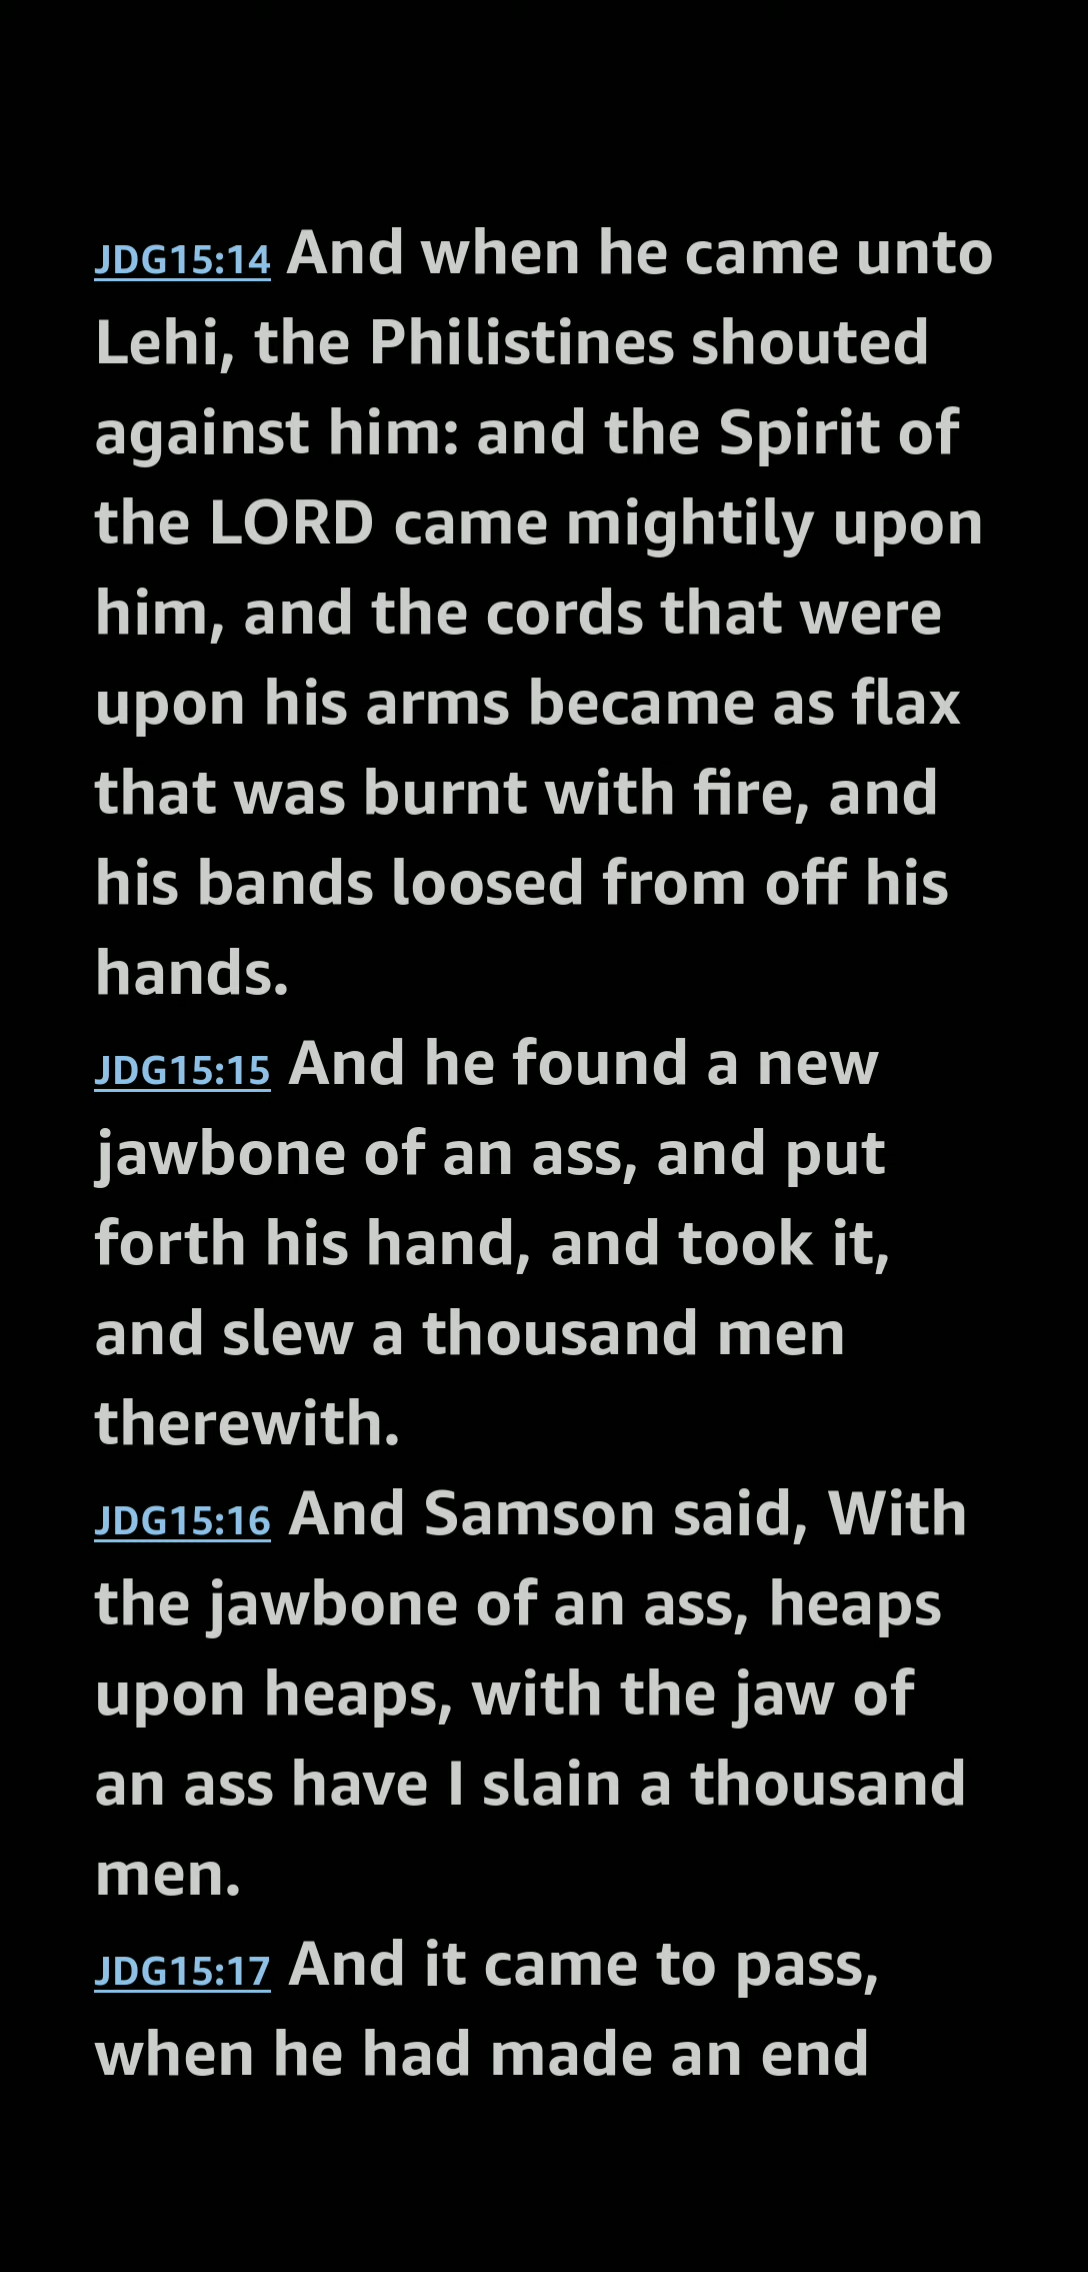 JDG15:14 And when he came unto
Lehi, the Philistines shouted
against him: and the Spirit of
the LORD came mightily upon
him, and the cords that were
upon his arms became as flax
that was burnt with fire, and
his bands loosed from off his
hands.
JDG15:15 And he found a new
jawbone of an ass, and put
forth his hand, and took it,
and slew a thousand men
therewith.
JDG15:16 And Samson said, With
the jawbone of an ass, heaps
upon heaps, with the jaw of
an ass have I slain a thousand
men.
JDG15:17 And it came to pass,
when he had made an end